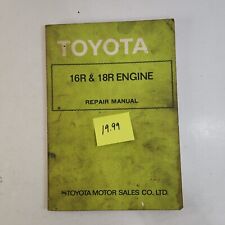 TOYOTA
16R & 18R ENGINE
REPAIR MANUAL
19.99
TOYOTA MOTOR SALES CO., LTD.